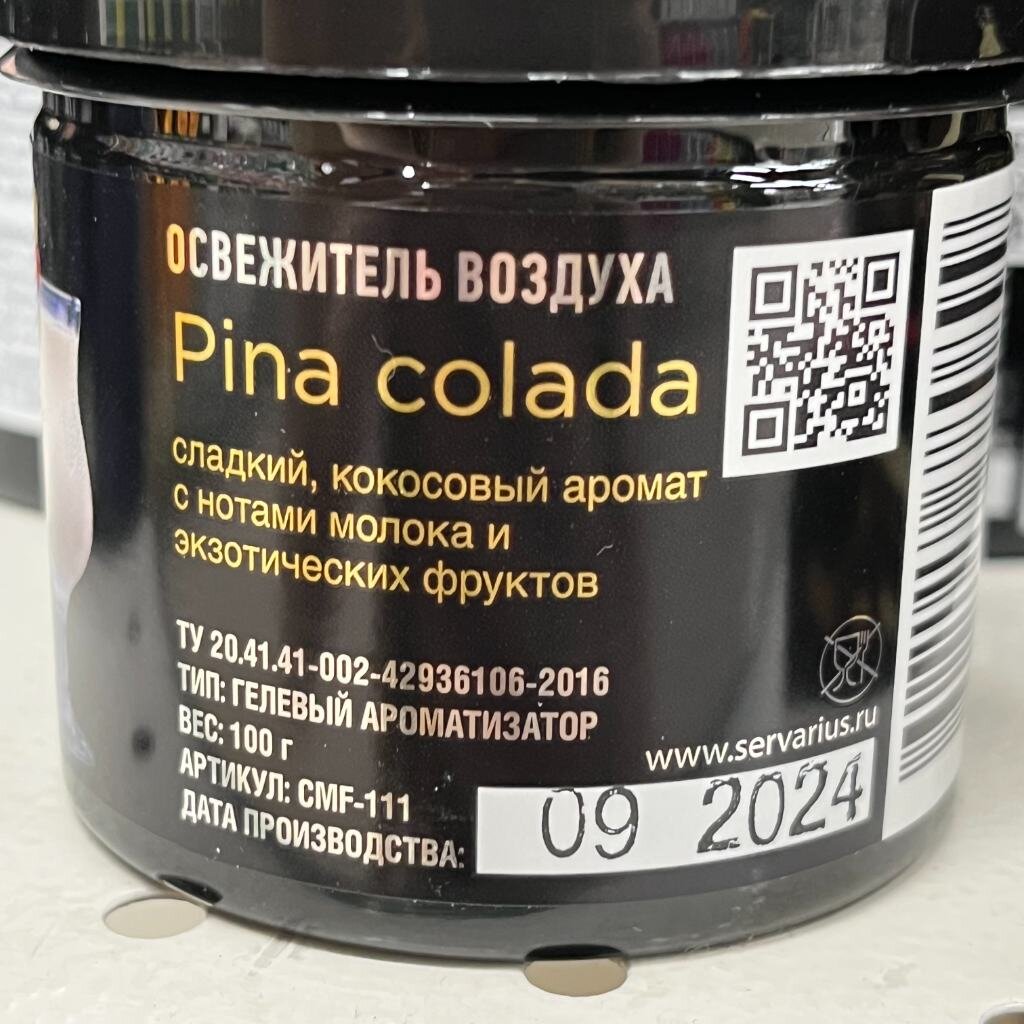 ОСВЕЖИТЕЛЬ ВОЗДУХА
Pina colada
сладкий, кокосовый аромат
с нотами молока и
экзотических фруктов
ТУ 20.41.41-002-42936106-2016
ТИП: ГЕЛЕВЫЙ АРОМАТИЗАТОР
ВЕС: 100 г
www.servarius.ru
АРТИКУЛ: CMF-111
ДАТА ПРОИЗВОДСТВА: 09 2024